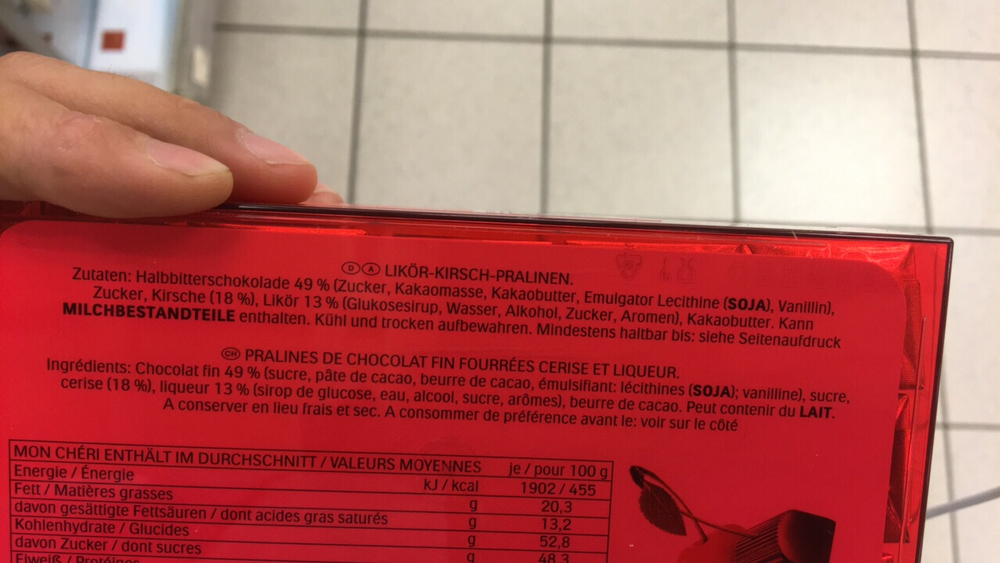 D A LIKÖR-KIRSCH-PRALINEN.
Zutaten: Halbbitterschokolade 49 % (Zucker, Kakaomasse, Kakaobutter, Emulgator Lecithine (SOJA), Vanillin),
Zucker, Kirsche (18 %), Likör 13 % (Glukosesirup, Wasser, Alkohol, Zucker, Aromen), Kakaobutter. Kann
MILCHBESTANDTEILE enthalten. Kühl und trocken aufbewahren. Mindestens haltbar bis: siehe Seitenaufdruck
CH PRALINES DE CHOCOLAT FIN FOURRÉES CERISE ET LIQUEUR.
Ingrédients: Chocolat fin 49 % (sucre, pâte de cacao, beurre de cacao, émulsifiant: lécithines (SOJA); vanilline), sucre,
cerise (18 %), liqueur 13 % (sirop de glucose, eau, alcool, sucre, arômes), beurre de cacao. Peut contenir du LAIT.
A conserver en lieu frais et sec. A consommer de préférence avant le: voir sur le côté
MON CHÉRI ENTHÄLT IM DURCHSCHNITT / VALEURS MOYENNES je / pour 100 g
Energie / Énergie kJ / kcal 1902 / 455
Fett / Matières grasses g 20,3
davon gesättigte Fettsäuren / dont acides gras saturés g 13,2
Kohlenhydrate / Glucides g 52,8
davon Zucker / dont sucres g 48,3
Eiweiß / Protéines